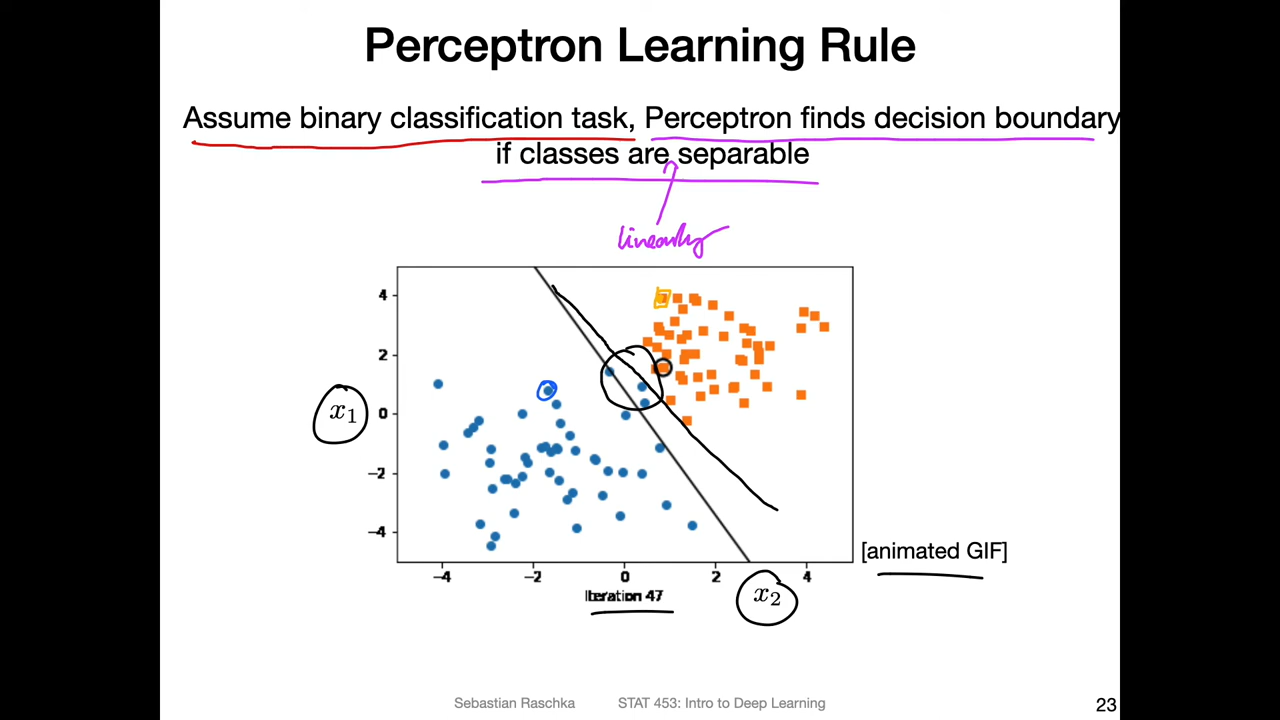 Perceptron Learning Rule
Assume binary classification task, Perceptron finds decision boundary
if classes are separable
linearly
4
2
0
−2
−4
x₁
[animated GIF]
−4 −2 0 2 4
Iteration 47
x₂
Sebastian Raschka STAT 453: Intro to Deep Learning 23